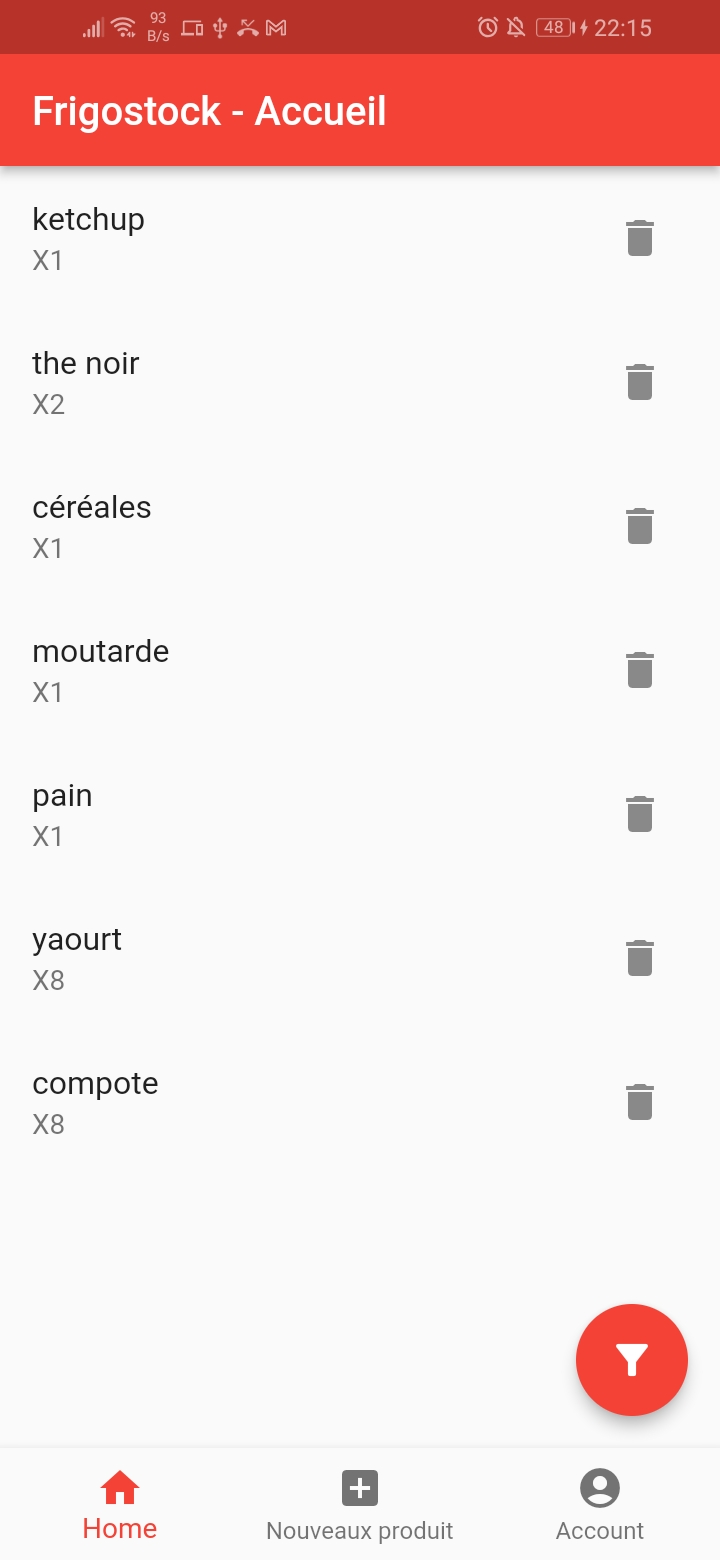 93
B/s
48
22:15
Frigostock - Accueil
ketchup
X1
the noir
X2
céréales
X1
moutarde
X1
pain
X1
yaourt
X8
compote
X8
Home
Nouveaux produit
Account